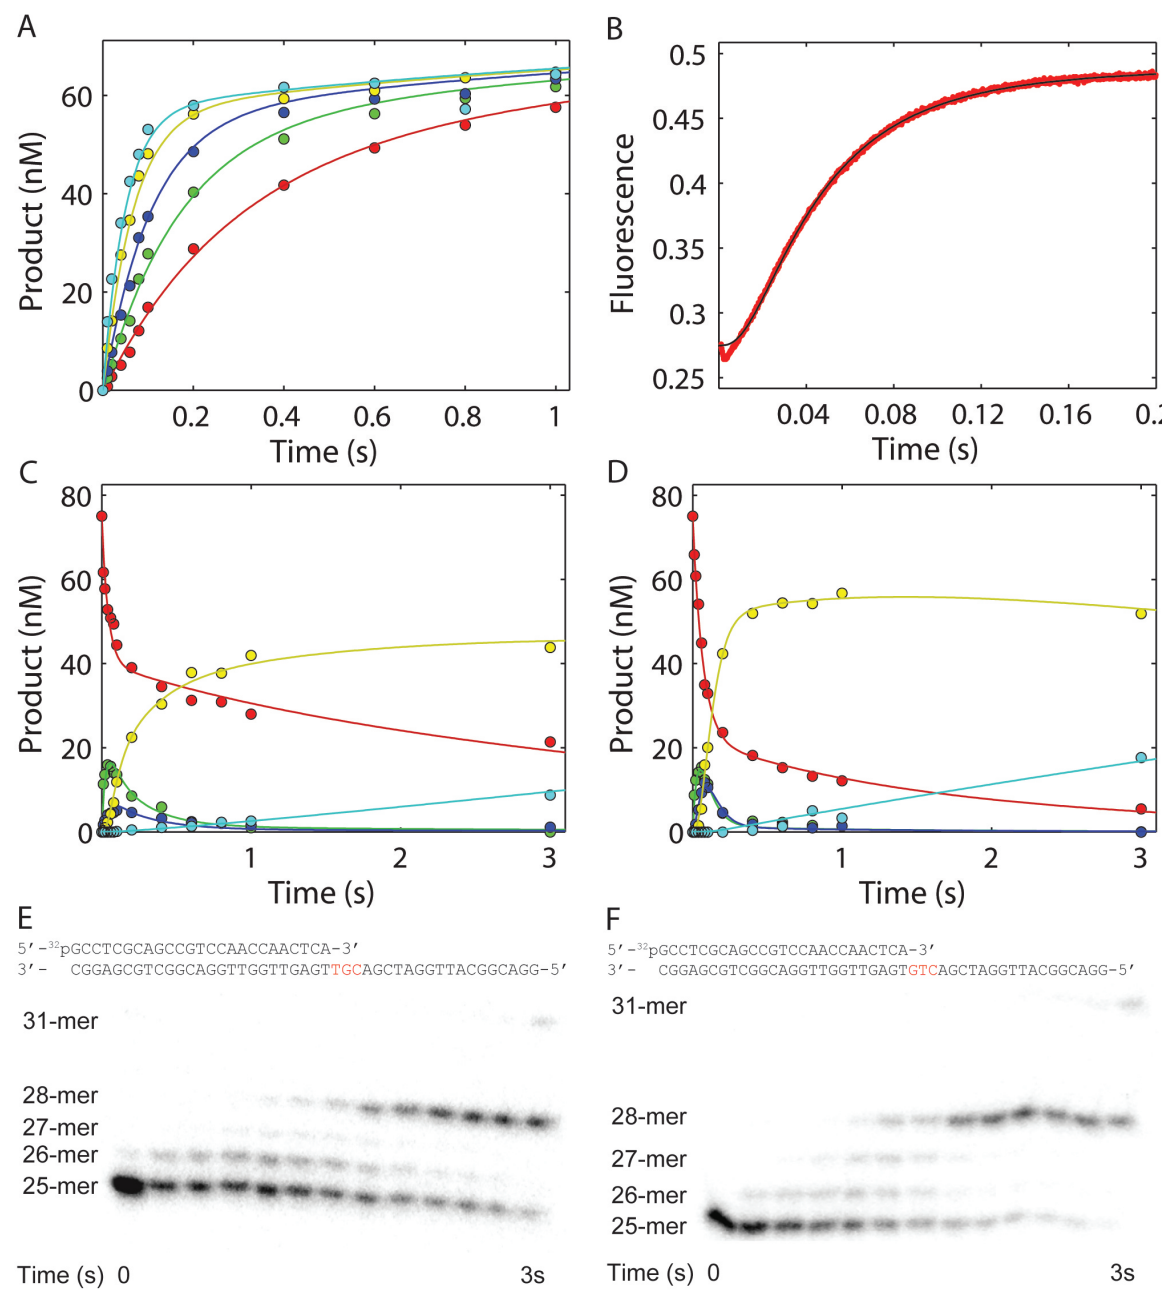 A
Product (nM)
60
40
20
0
0.2
0.4
0.6
0.8
1
Time (s)
B
Fluorescence
0.5
0.45
0.4
0.35
0.3
0.25
0.04
0.08
0.12
0.16
0.2
Time (s)
C
Product (nM)
80
60
40
20
0
1
2
3
Time (s)
D
Product (nM)
80
60
40
20
0
1
2
3
Time (s)
E
5′-³²pGCCTCGCAGCCGTCCAACCAACTCA-3′
3′- CGGAGCGTCGGCAGGTTGGTTGAGTTGCAGCTAGGTTACGGCAGG-5′
31-mer
28-mer
27-mer
26-mer
25-mer
Time (s) 0 3s
F
5′-³²pGCCTCGCAGCCGTCCAACCAACTCA-3′
3′- CGGAGCGTCGGCAGGTTGGTTGAGTGTCAGCTAGGTTACGGCAGG-5′
31-mer
28-mer
27-mer
26-mer
25-mer
Time (s) 0 3s